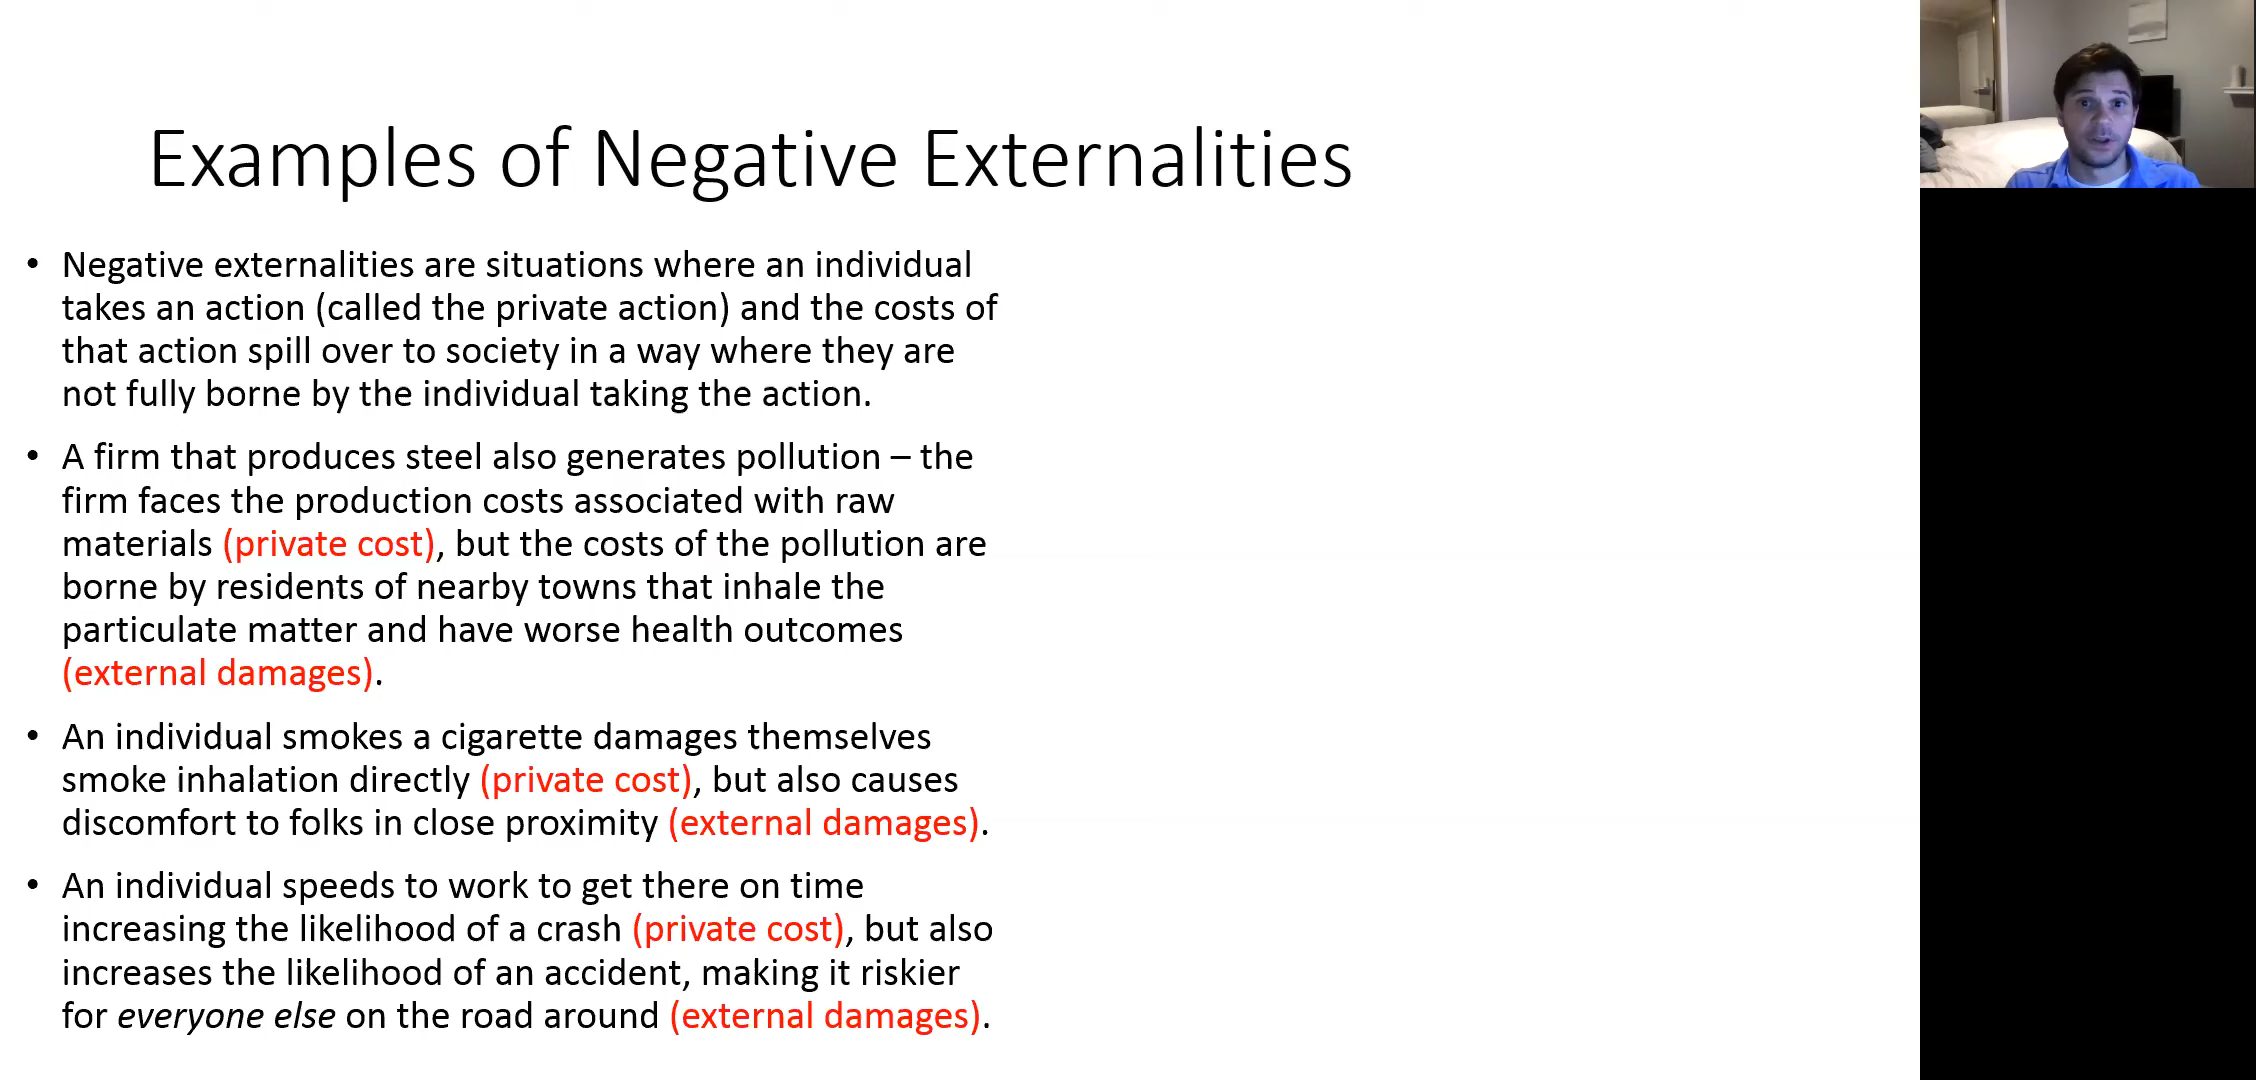 Examples of Negative Externalities
• Negative externalities are situations where an individual
takes an action (called the private action) and the costs of
that action spill over to society in a way where they are
not fully borne by the individual taking the action.
• A firm that produces steel also generates pollution – the
firm faces the production costs associated with raw
materials (private cost), but the costs of the pollution are
borne by residents of nearby towns that inhale the
particulate matter and have worse health outcomes
(external damages).
• An individual smokes a cigarette damages themselves
smoke inhalation directly (private cost), but also causes
discomfort to folks in close proximity (external damages).
• An individual speeds to work to get there on time
increasing the likelihood of a crash (private cost), but also
increases the likelihood of an accident, making it riskier
for everyone else on the road around (external damages).